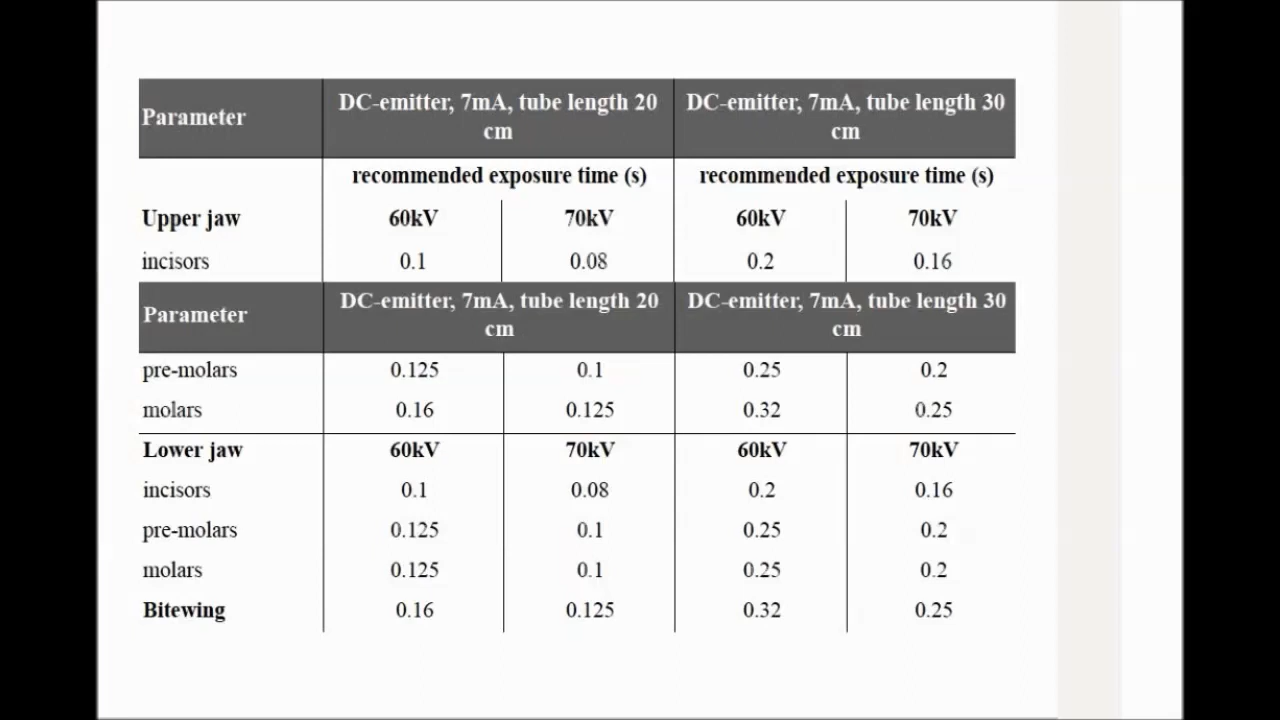 Parameter DC-emitter, 7mA, tube length 20 cm DC-emitter, 7mA, tube length 30 cm
recommended exposure time (s) recommended exposure time (s)
Upper jaw 60kV 70kV 60kV 70kV
incisors 0.1 0.08 0.2 0.16
Parameter DC-emitter, 7mA, tube length 20 cm DC-emitter, 7mA, tube length 30 cm
pre-molars 0.125 0.1 0.25 0.2
molars 0.16 0.125 0.32 0.25
Lower jaw 60kV 70kV 60kV 70kV
incisors 0.1 0.08 0.2 0.16
pre-molars 0.125 0.1 0.25 0.2
molars 0.125 0.1 0.25 0.2
Bitewing 0.16 0.125 0.32 0.25